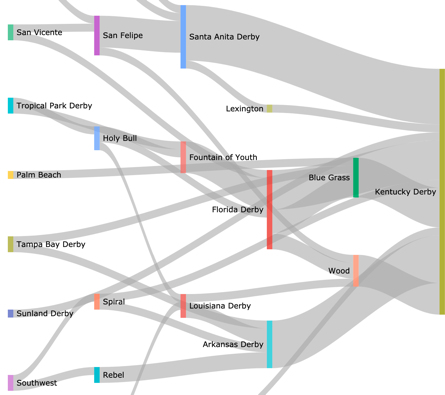 San Vicente
San Felipe
Santa Anita Derby
Tropical Park Derby
Lexington
Holy Bull
Fountain of Youth
Palm Beach
Blue Grass
Kentucky Derby
Florida Derby
Tampa Bay Derby
Wood
Sunland Derby
Spiral
Louisiana Derby
Arkansas Derby
Southwest
Rebel